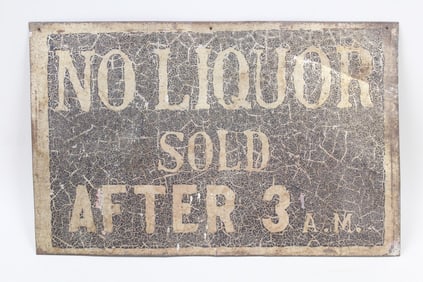 NO LIQUOR
SOLD
AFTER 3 A.M.